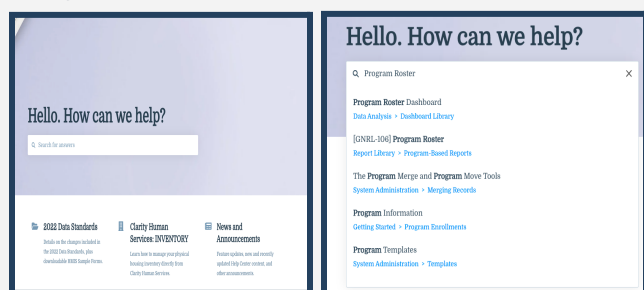 Hello. How can we help?
Search for answers
2022 Data Standards
Details on the changes included in
the 2022 Data Standards, plus
downloadable HMIS Sample Forms.
Clarity Human
Services: INVENTORY
Learn how to manage your physical
housing inventory directly from
Clarity Human Services.
News and
Announcements
Feature updates, new and recently
updated Help Center content, and
other announcements.
Hello. How can we help?
Program Roster X
Program Roster Dashboard
Data Analysis > Dashboard Library
[GNRL-106] Program Roster
Report Library > Program-Based Reports
The Program Merge and Program Move Tools
System Administration > Merging Records
Program Information
Getting Started > Program Enrollments
Program Templates
System Administration > Templates